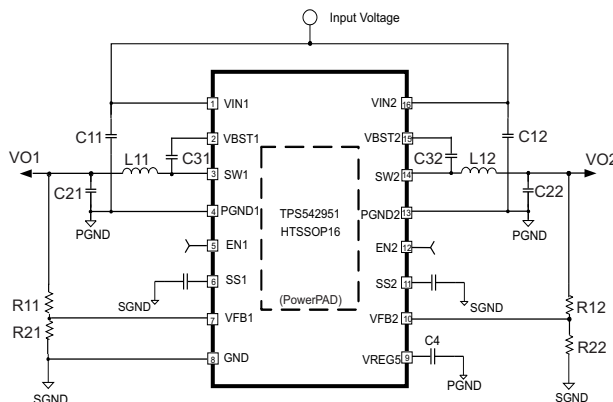 Input Voltage
1 VIN1 VIN2 16
C11 C12
2 VBST1 VBST2 15
VO1 L11 C31 C32 L12 VO2
3 SW1 SW2 14
C21 C22
4 PGND1 TPS542951 PGND2 13
HTSSOP16
PGND PGND
5 EN1 EN2 12
6 SS1 SS2 11
(PowerPAD)
SGND SGND
R11 R12
7 VFB1 VFB2 10
R21 R22
8 GND VREG5 9 C4
PGND
SGND SGND